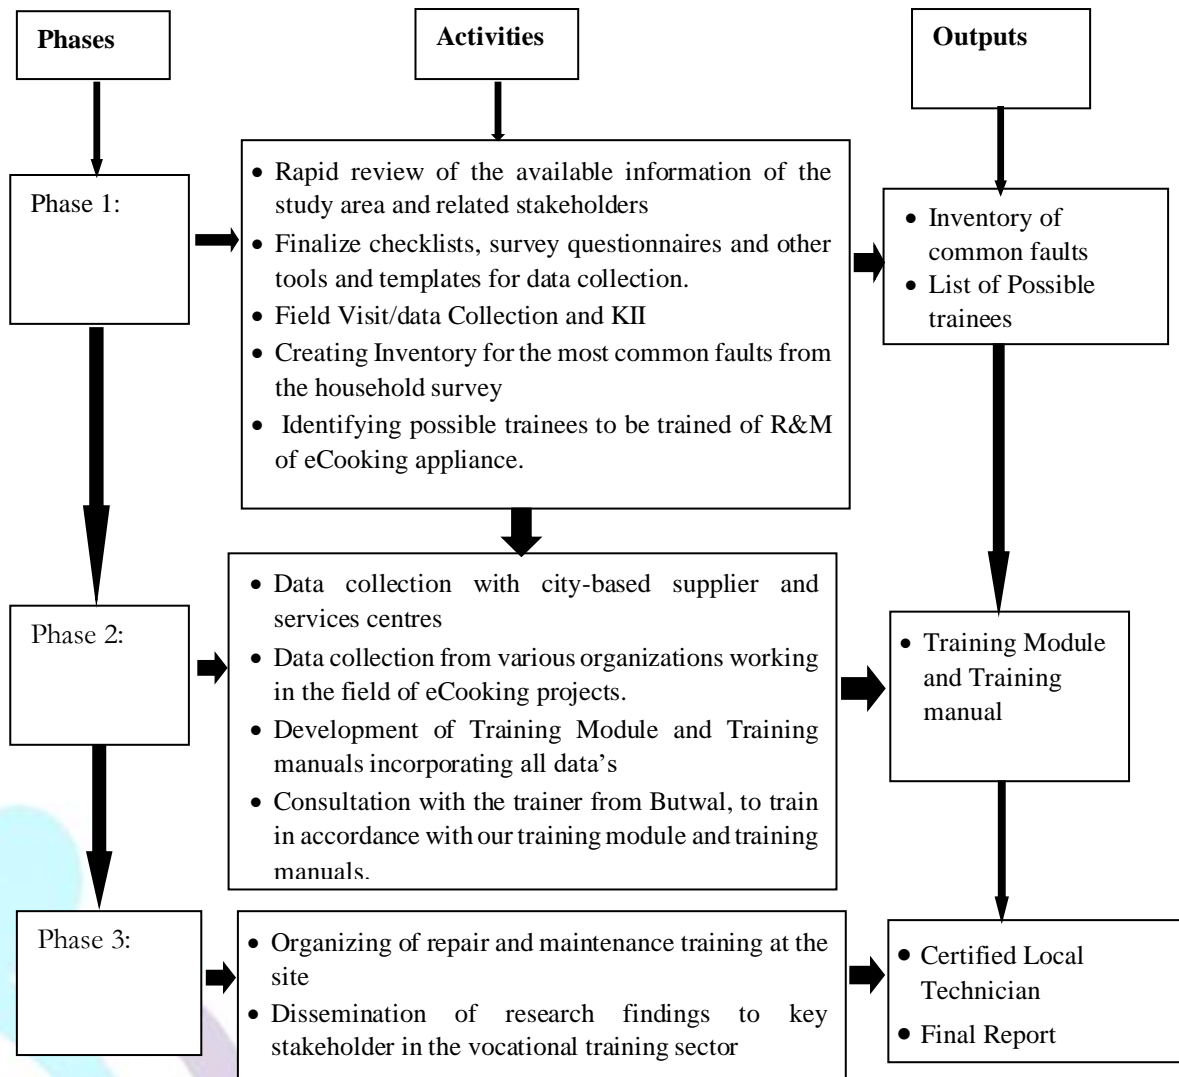 Phases
Activities
Outputs
Phase 1:
• Rapid review of the available information of the
study area and related stakeholders
• Finalize checklists, survey questionnaires and other
tools and templates for data collection.
• Field Visit/data Collection and KII
• Creating Inventory for the most common faults from
the household survey
• Identifying possible trainees to be trained of R&M
of eCooking appliance.
• Inventory of
common faults
• List of Possible
trainees
Phase 2:
• Data collection with city-based supplier and
services centres
• Data collection from various organizations working
in the field of eCooking projects.
• Development of Training Module and Training
manuals incorporating all data’s
• Consultation with the trainer from Butwal, to train
in accordance with our training module and training
manuals.
• Training Module
and Training
manual
Phase 3:
• Organizing of repair and maintenance training at the
site
• Dissemination of research findings to key
stakeholder in the vocational training sector
• Certified Local
Technician
• Final Report